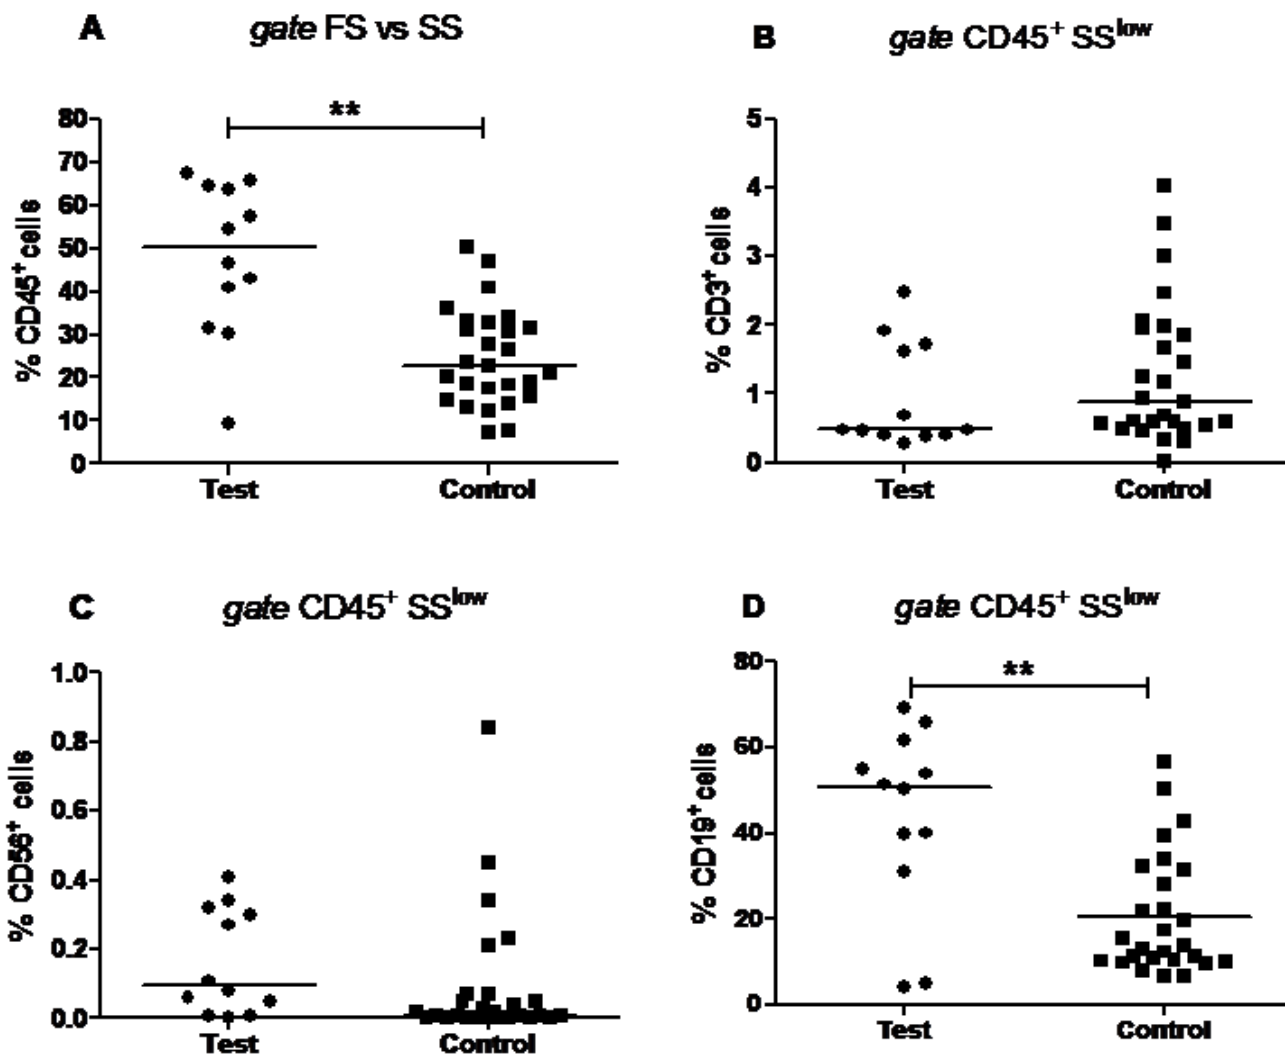 A gate FS vs SS
**
80
70
60
50
40
30
20
10
0
% CD45⁺ cells
Test Control
B gate CD45⁺ SSˡᵒʷ
5
4
3
2
1
0
% CD3⁺ cells
Test Control
C gate CD45⁺ SSˡᵒʷ
1.0
0.8
0.6
0.4
0.2
0.0
% CD56⁺ cells
Test Control
D gate CD45⁺ SSˡᵒʷ
**
80
60
40
20
0
% CD19⁺ cells
Test Control